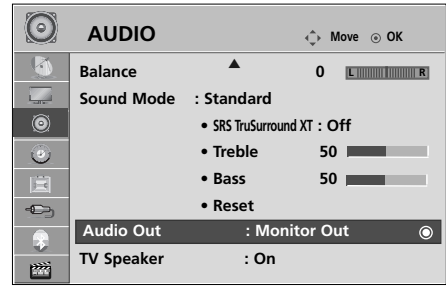 AUDIO Move OK
Balance 0 L R
Sound Mode : Standard
• SRS TruSurround XT : Off
• Treble 50
• Bass 50
• Reset
Audio Out : Monitor Out
TV Speaker : On